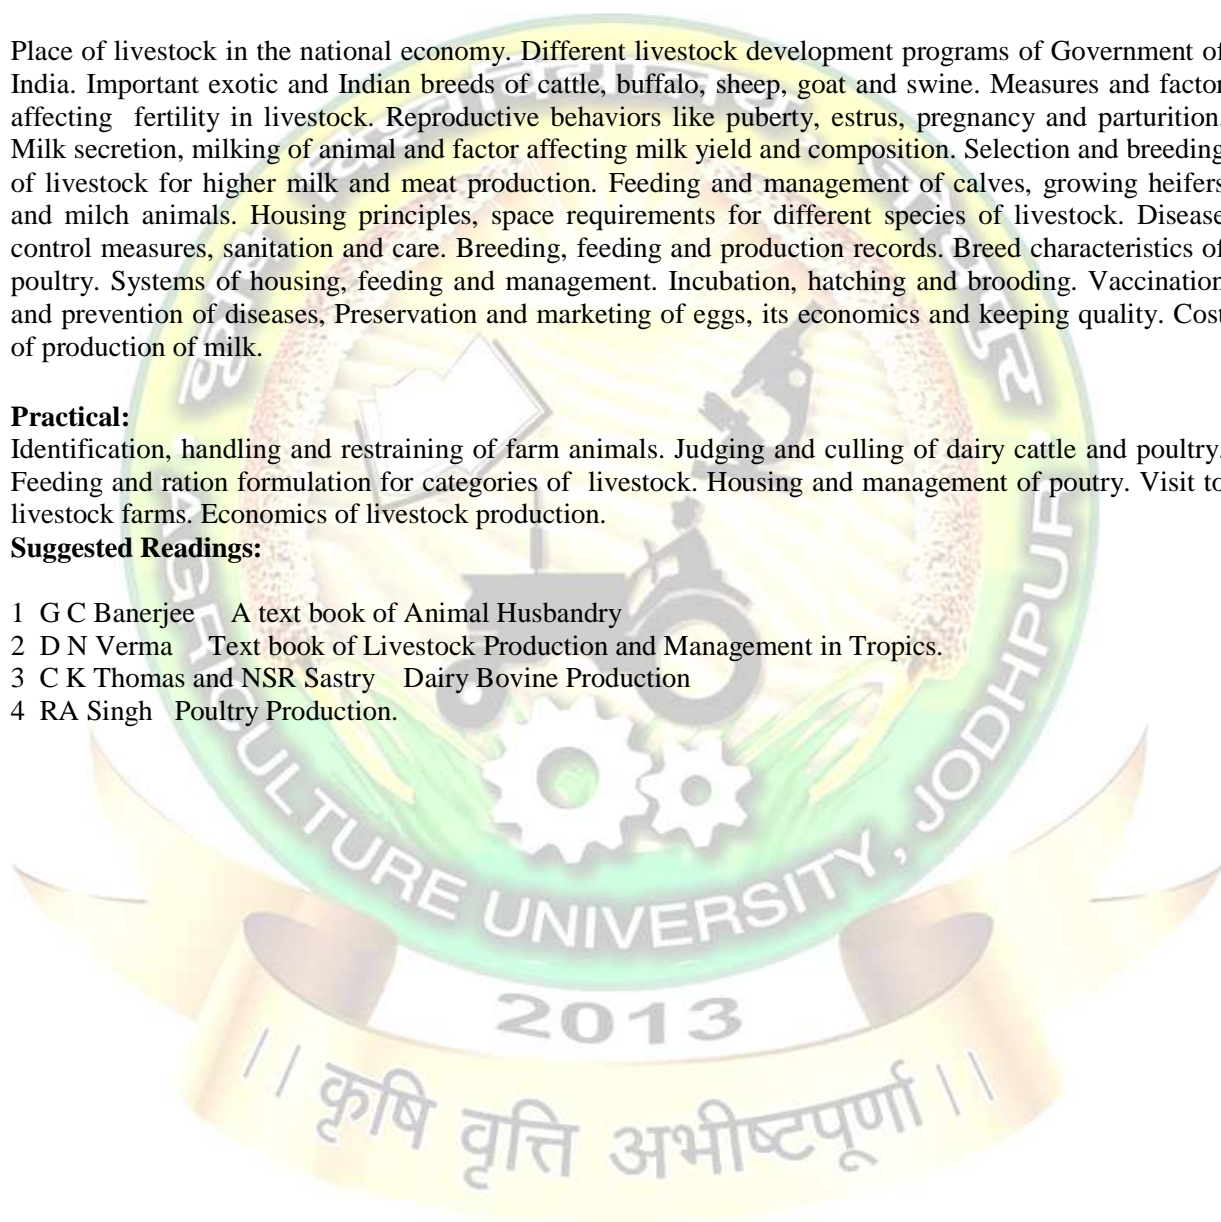 Place of livestock in the national economy. Different livestock development programs of Government of
India. Important exotic and Indian breeds of cattle, buffalo, sheep, goat and swine. Measures and factor
affecting fertility in livestock. Reproductive behaviors like puberty, estrus, pregnancy and parturition.
Milk secretion, milking of animal and factor affecting milk yield and composition. Selection and breeding
of livestock for higher milk and meat production. Feeding and management of calves, growing heifers
and milch animals. Housing principles, space requirements for different species of livestock. Disease
control measures, sanitation and care. Breeding, feeding and production records. Breed characteristics of
poultry. Systems of housing, feeding and management. Incubation, hatching and brooding. Vaccination
and prevention of diseases, Preservation and marketing of eggs, its economics and keeping quality. Cost
of production of milk.
Practical:
Identification, handling and restraining of farm animals. Judging and culling of dairy cattle and poultry.
Feeding and ration formulation for categories of livestock. Housing and management of poutry. Visit to
livestock farms. Economics of livestock production.
Suggested Readings:
1 G C Banerjee A text book of Animal Husbandry
2 D N Verma Text book of Livestock Production and Management in Tropics.
3 C K Thomas and NSR Sastry Dairy Bovine Production
4 RA Singh Poultry Production.
AGRICULTURE UNIVERSITY, JODHPUR
2013
|| कृषि वृत्ति अभीष्टपूर्णा ||